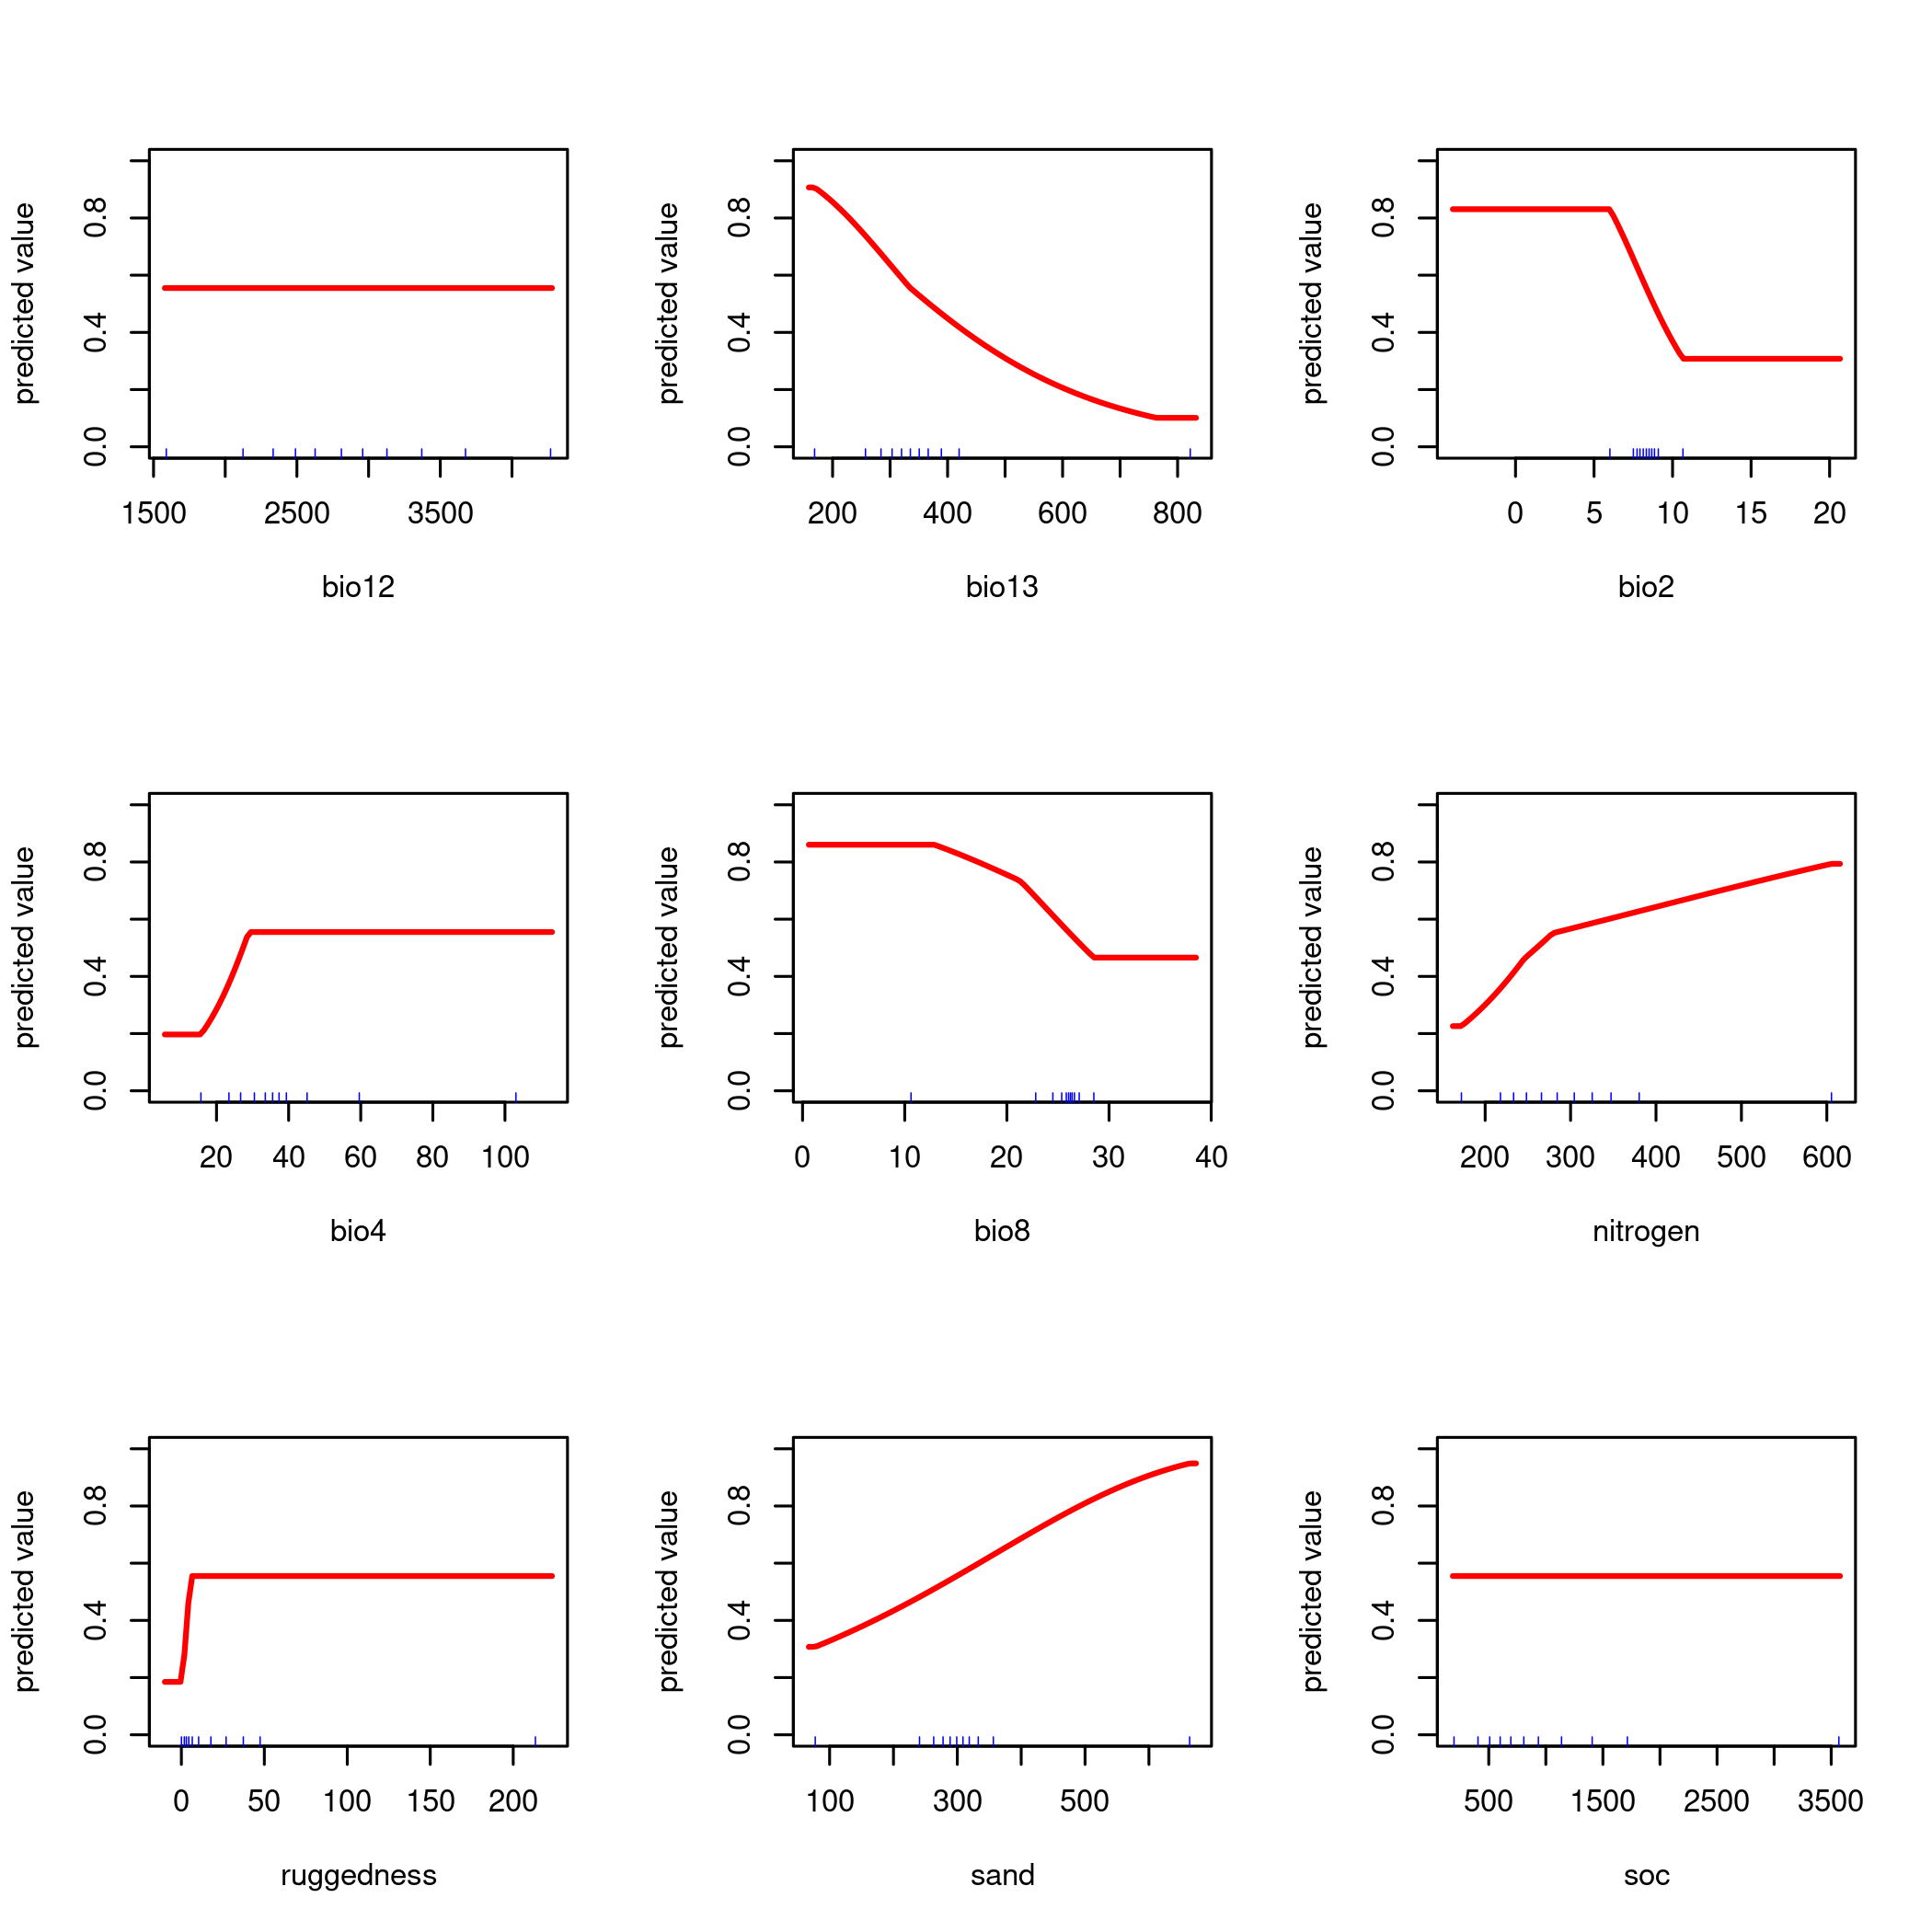 predicted value
0.0 0.4 0.8
1500 2500 3500
bio12
predicted value
0.0 0.4 0.8
200 400 600 800
bio13
predicted value
0.0 0.4 0.8
0 5 10 15 20
bio2
predicted value
0.0 0.4 0.8
20 40 60 80 100
bio4
predicted value
0.0 0.4 0.8
0 10 20 30 40
bio8
predicted value
0.0 0.4 0.8
200 300 400 500 600
nitrogen
predicted value
0.0 0.4 0.8
0 50 100 150 200
ruggedness
predicted value
0.0 0.4 0.8
100 300 500
sand
predicted value
0.0 0.4 0.8
500 1500 2500 3500
soc